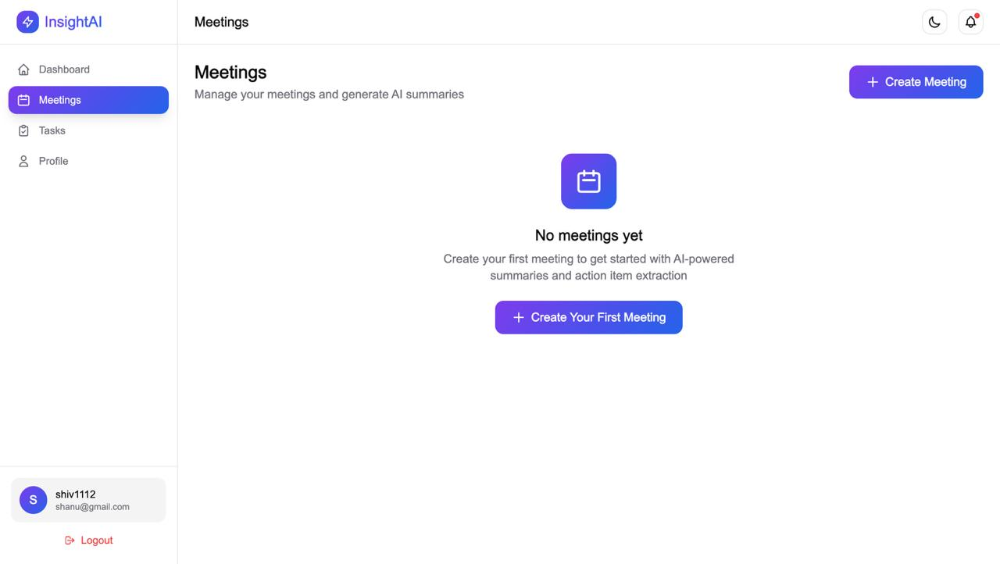 InsightAI
Dashboard
Meetings
Tasks
Profile
shiv1112
S
shanu@gmail.com
Logout
Meetings
Meetings
Manage your meetings and generate AI summaries
Create Meeting
No meetings yet
Create your first meeting to get started with AI-powered
summaries and action item extraction
Create Your First Meeting